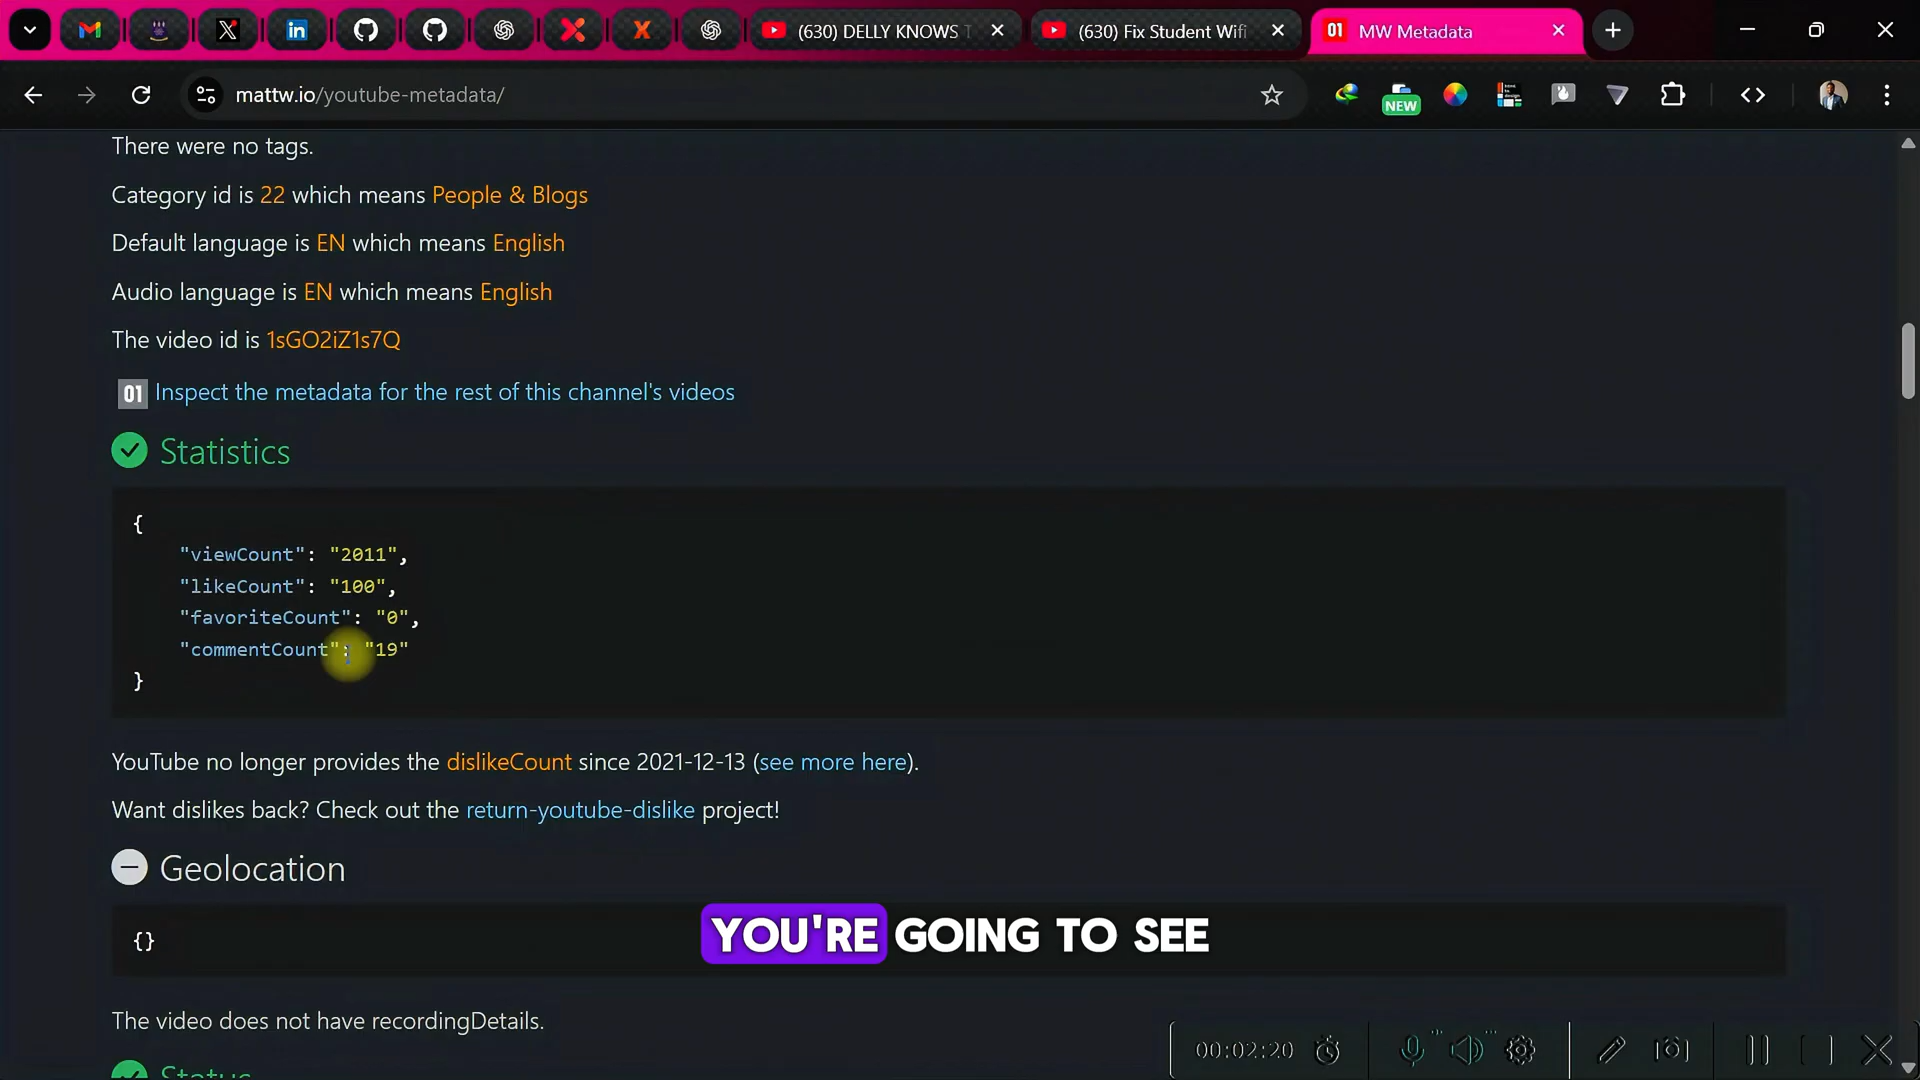 (630) DELLY KNOWS T
(630) Fix Student Wifi
01 MW Metadata
mattw.io/youtube-metadata/
NEW
There were no tags.
Category id is 22 which means People & Blogs
Default language is EN which means English
Audio language is EN which means English
The video id is 1sGO2iZ1s7Q
01 Inspect the metadata for the rest of this channel's videos
Statistics
{
"viewCount": "2011",
"likeCount": "100",
"favoriteCount": "0",
"commentCount": "19"
}
YouTube no longer provides the dislikeCount since 2021-12-13 (see more here).
Want dislikes back? Check out the return-youtube-dislike project!
Geolocation
{}
YOU'RE GOING TO SEE
The video does not have recordingDetails.
Status
00:02:20